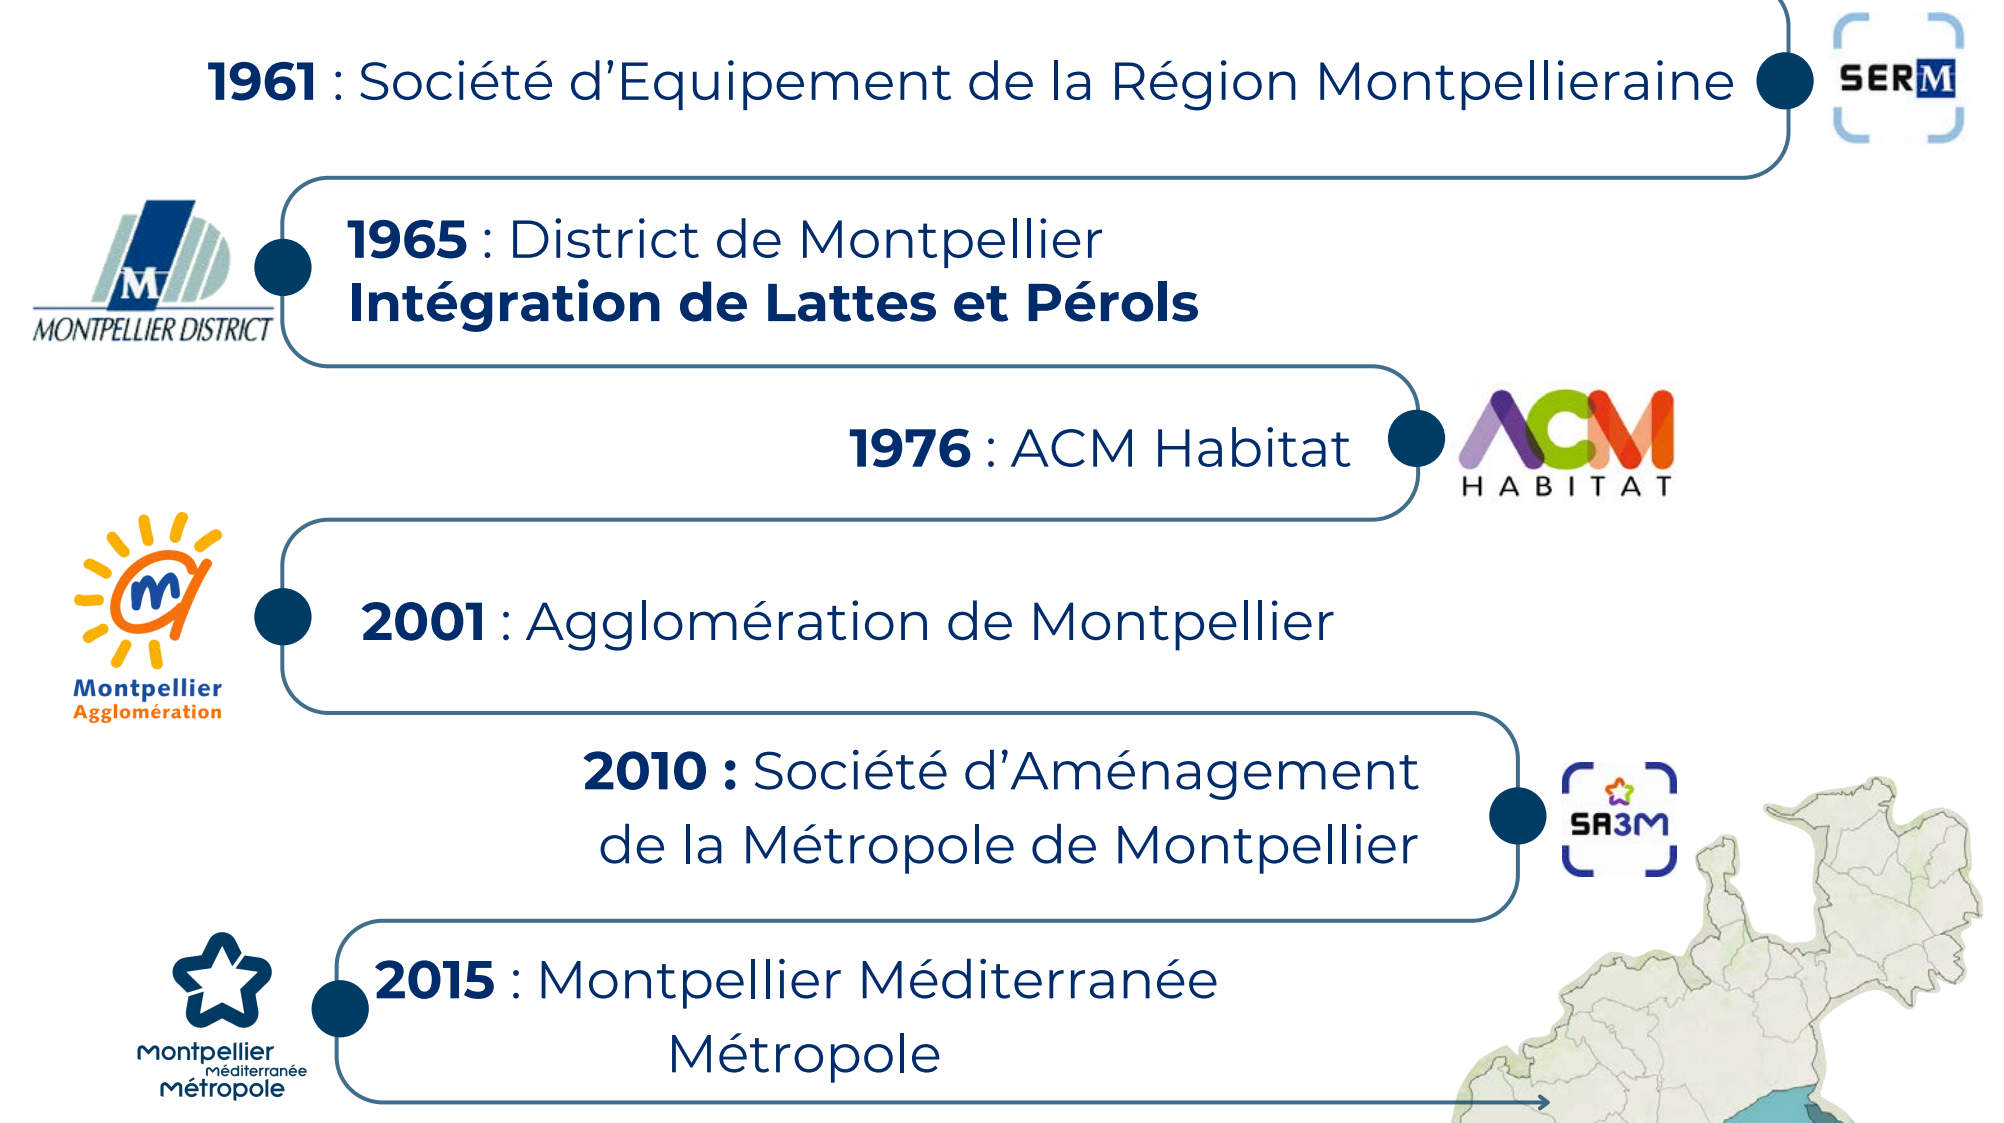 1961 : Société d’Equipement de la Région Montpellieraine
SERM
1965 : District de Montpellier
Intégration de Lattes et Pérols
M
MONTPELLIER DISTRICT
1976 : ACM Habitat
ACM
HABITAT
2001 : Agglomération de Montpellier
m
Montpellier
Agglomération
2010 : Société d’Aménagement
de la Métropole de Montpellier
SA3M
2015 : Montpellier Méditerranée
Métropole
montpellier
méditerranée
métropole